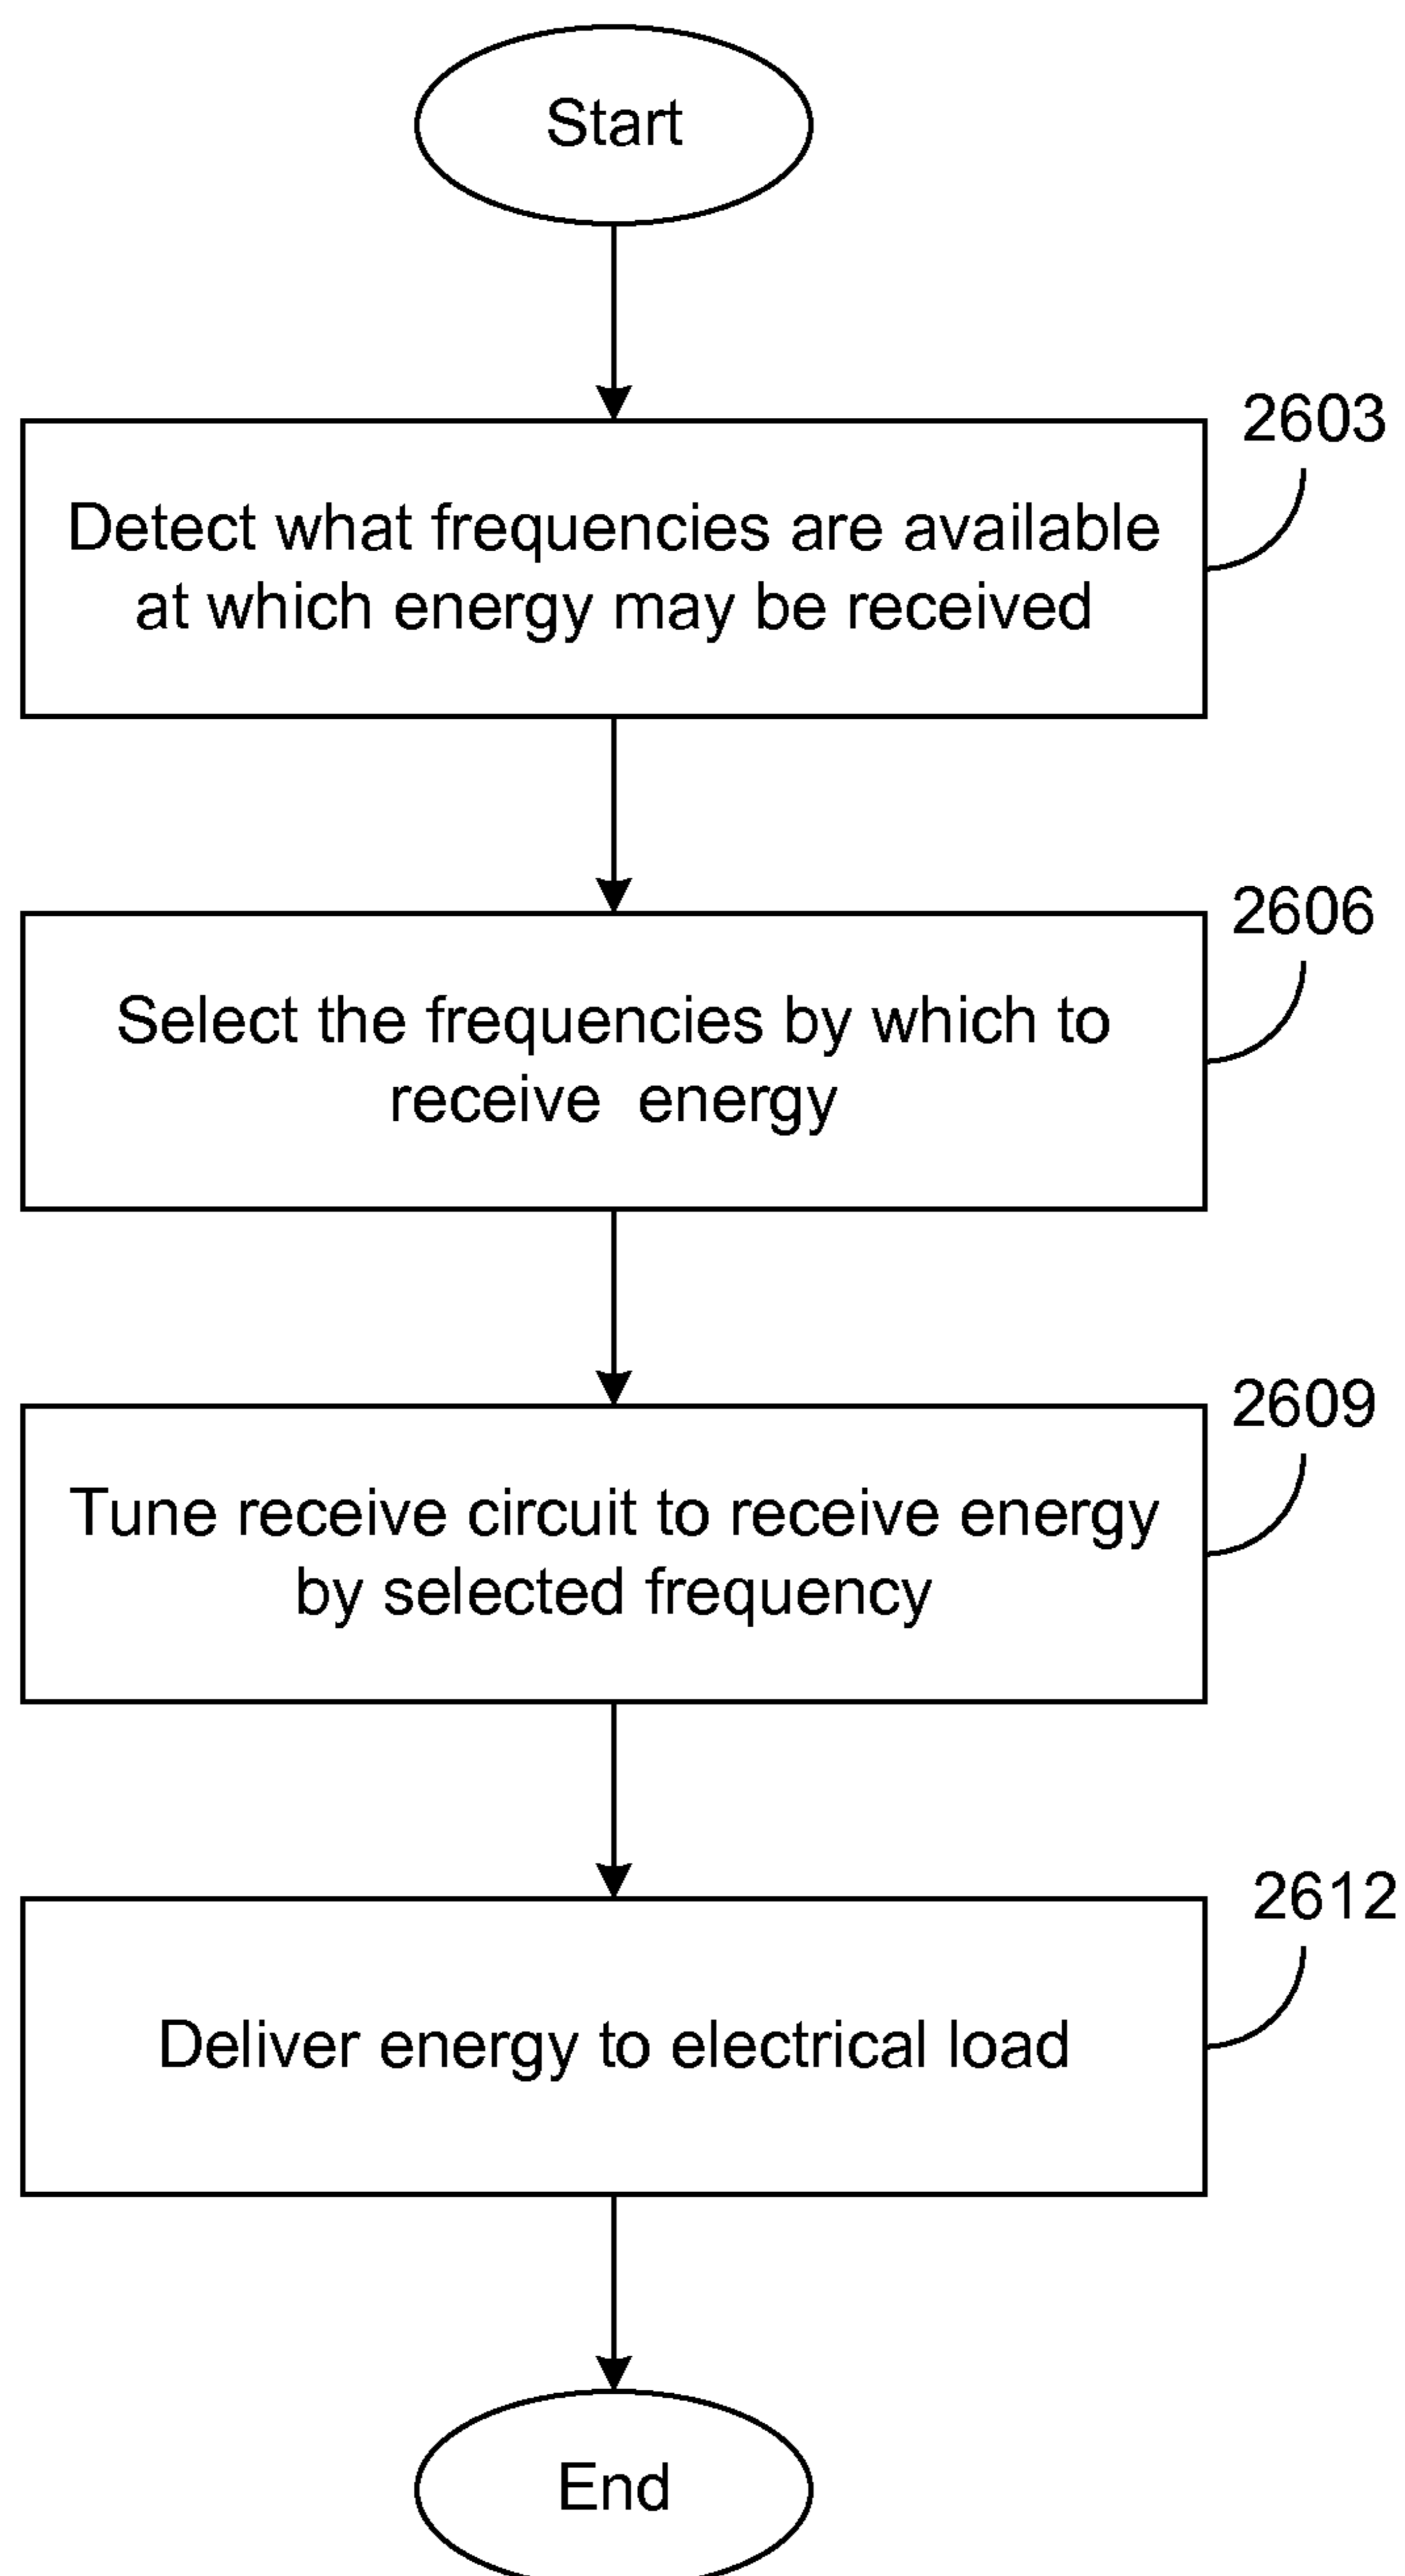 Start
2603
Detect what frequencies are available
at which energy may be received
2606
Select the frequencies by which to
receive  energy
2609
Tune receive circuit to receive energy
by selected frequency
2612
Deliver energy to electrical load
End